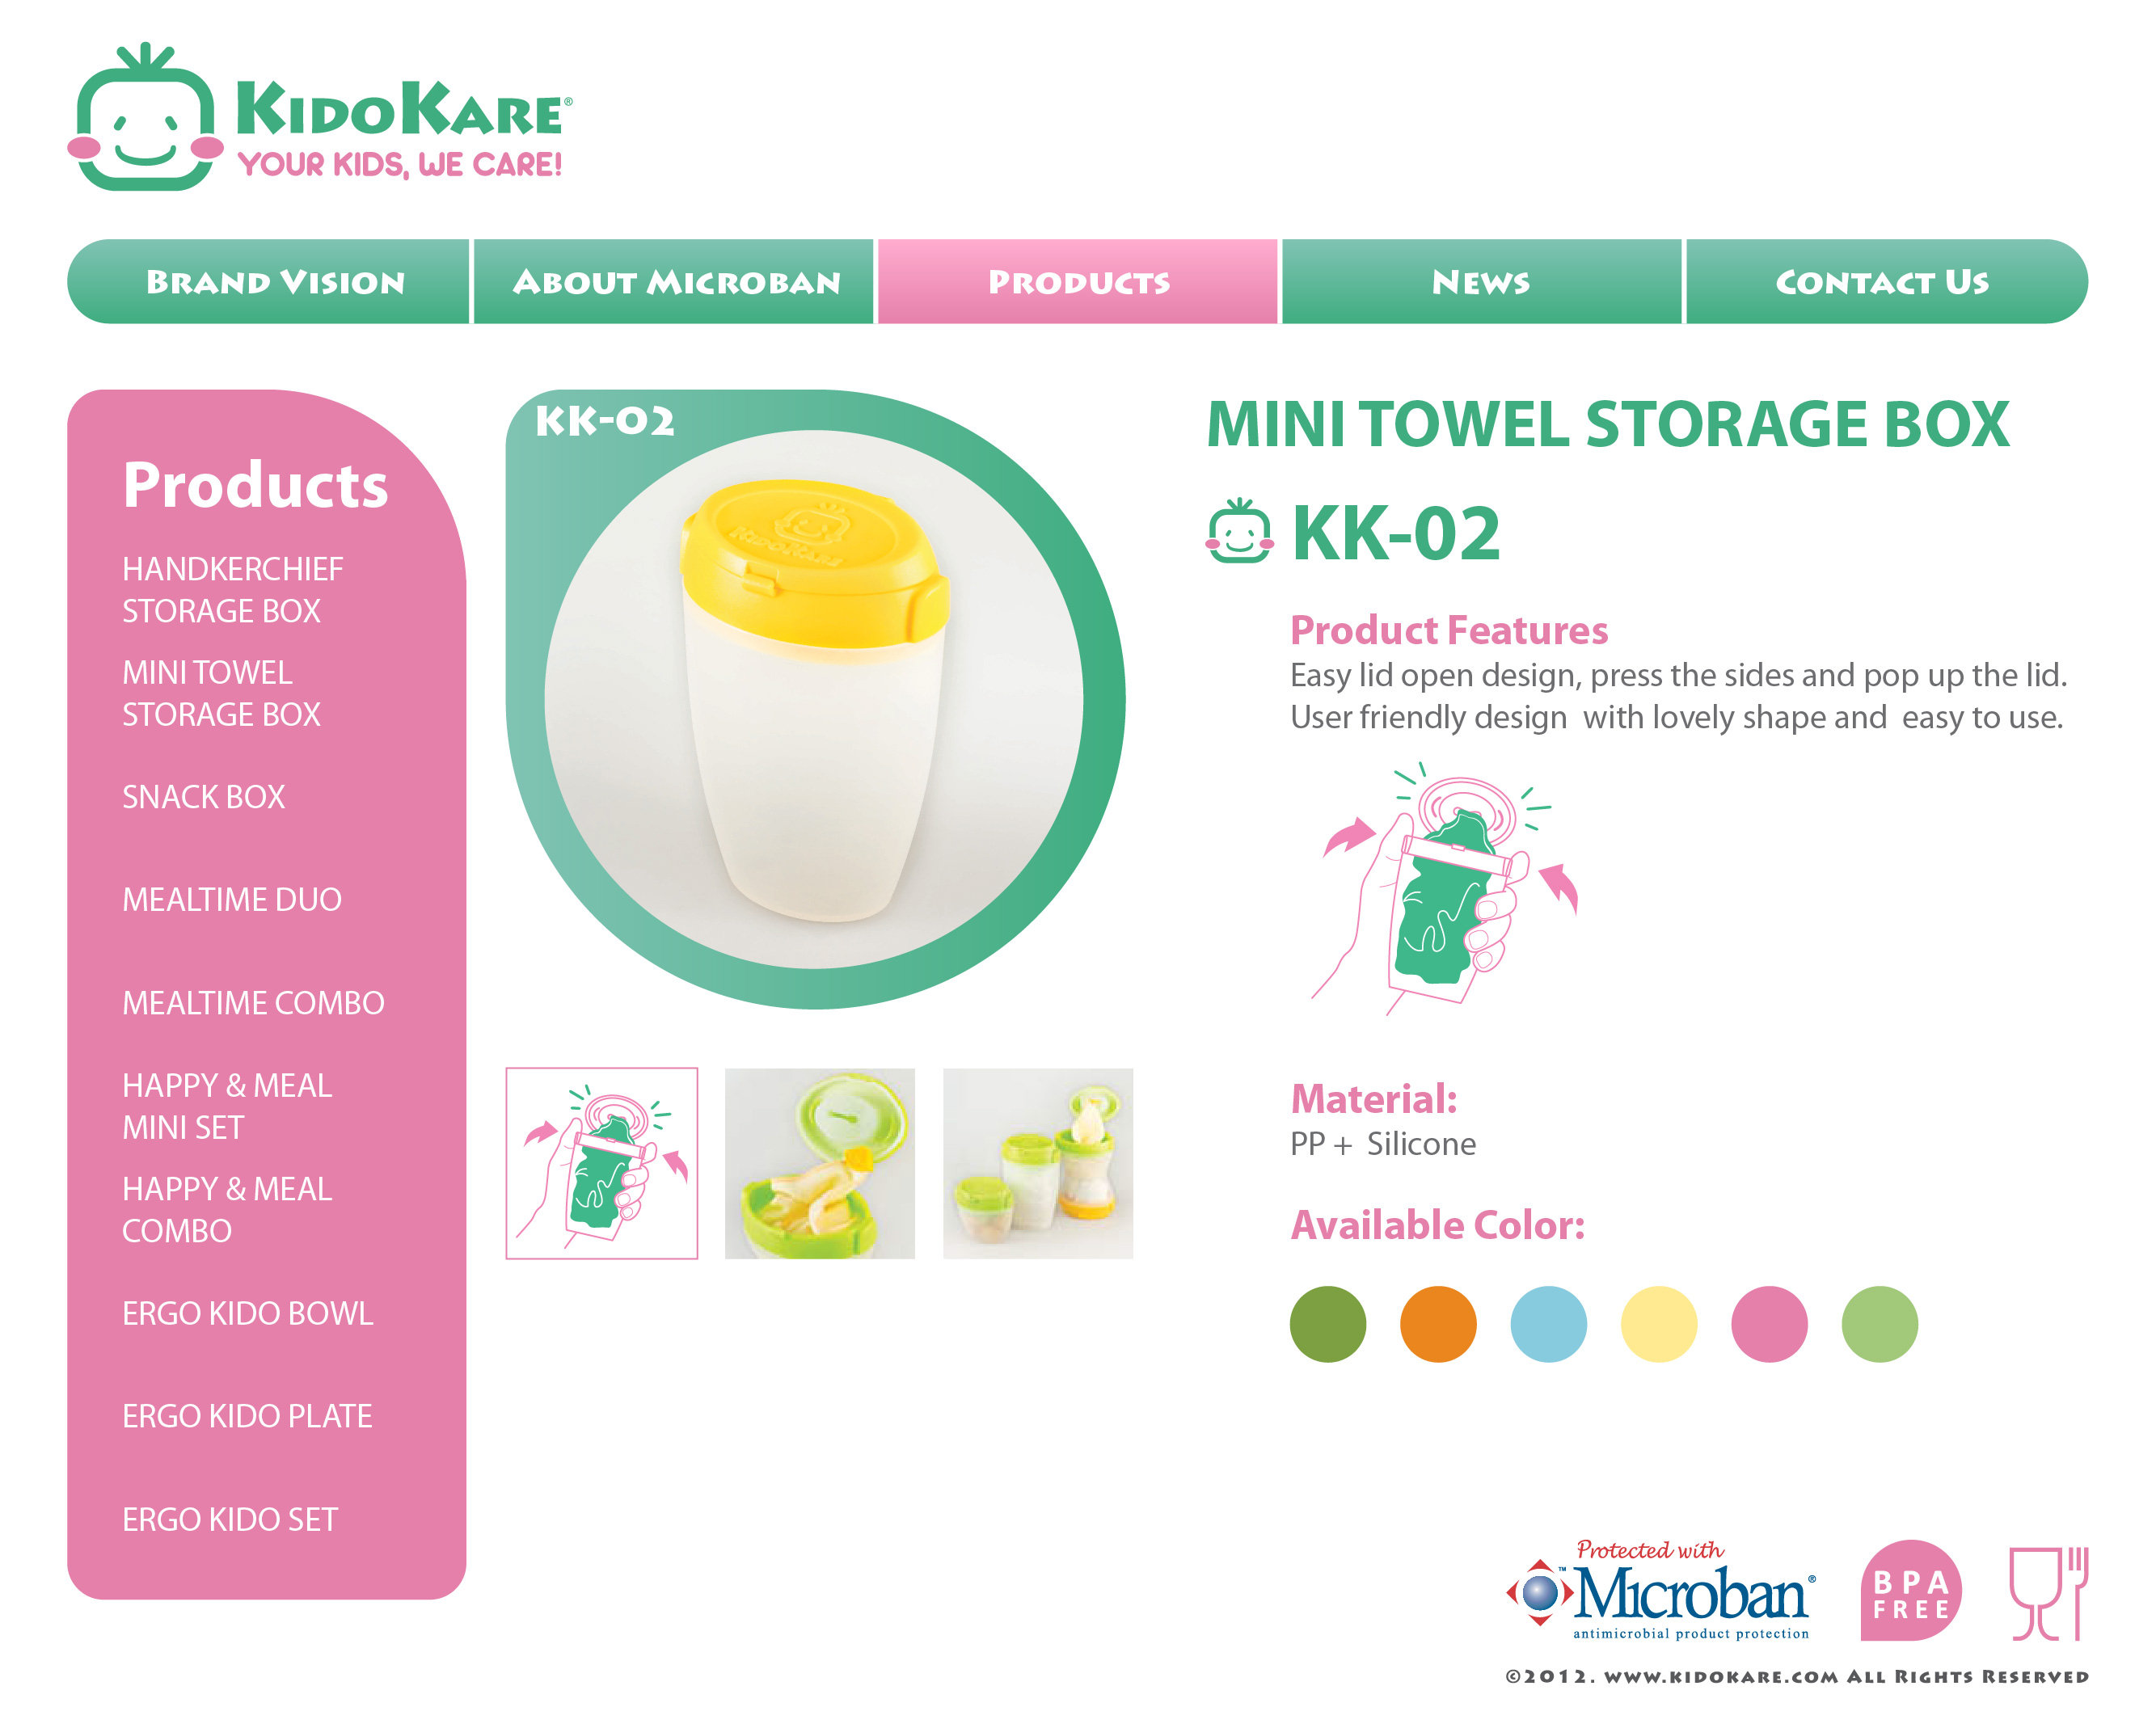 KIDOKARE®
YOUR KIDS, WE CARE!
BRAND VISION
ABOUT MICROBAN
PRODUCTS
NEWS
CONTACT US
Products
HANDKERCHIEF
STORAGE BOX
MINI TOWEL
STORAGE BOX
SNACK BOX
MEALTIME DUO
MEALTIME COMBO
HAPPY & MEAL
MINI SET
HAPPY & MEAL
COMBO
ERGO KIDO BOWL
ERGO KIDO PLATE
ERGO KIDO SET
KK-02
KIDOKARE
MINI TOWEL STORAGE BOX
KK-02
Product Features
Easy lid open design, press the sides and pop up the lid.
User friendly design  with lovely shape and  easy to use.
Material:
PP +  Silicone
Available Color:
Protected with
™Microban®
antimicrobial product protection
BPA
FREE
©2012. WWW.KIDOKARE.COM ALL RIGHTS RESERVED